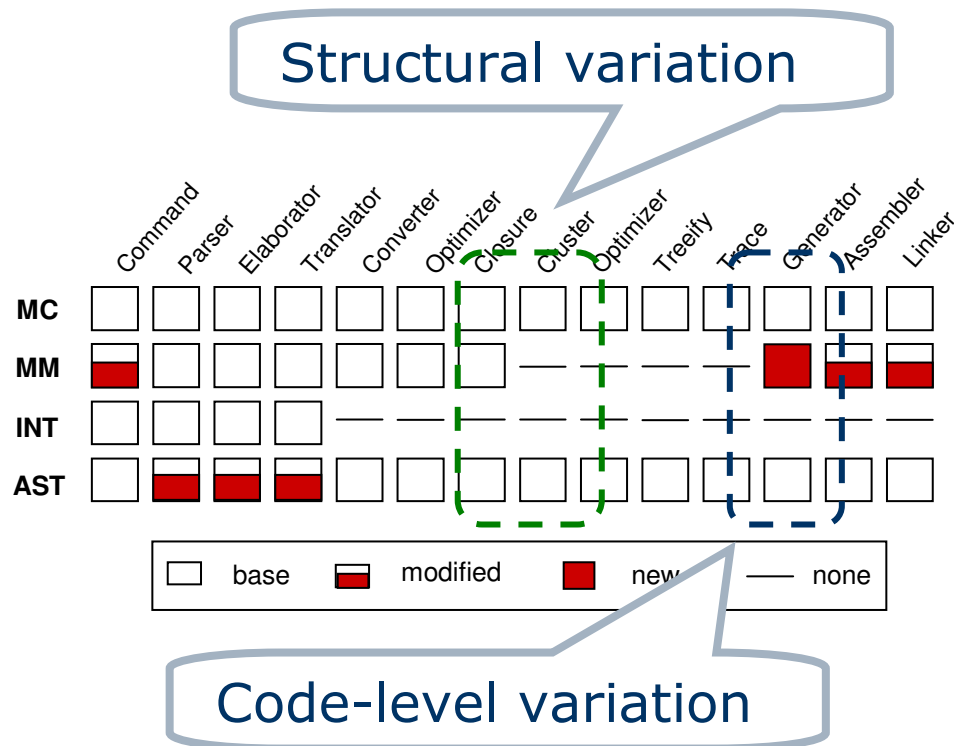 Structural variation
Command Parser Elaborator Translator Converter Optimizer Closure Cluster Optimizer Treeify Trace Generator Assembler Linker
MC
MM
INT
AST
base modified new none
Code-level variation